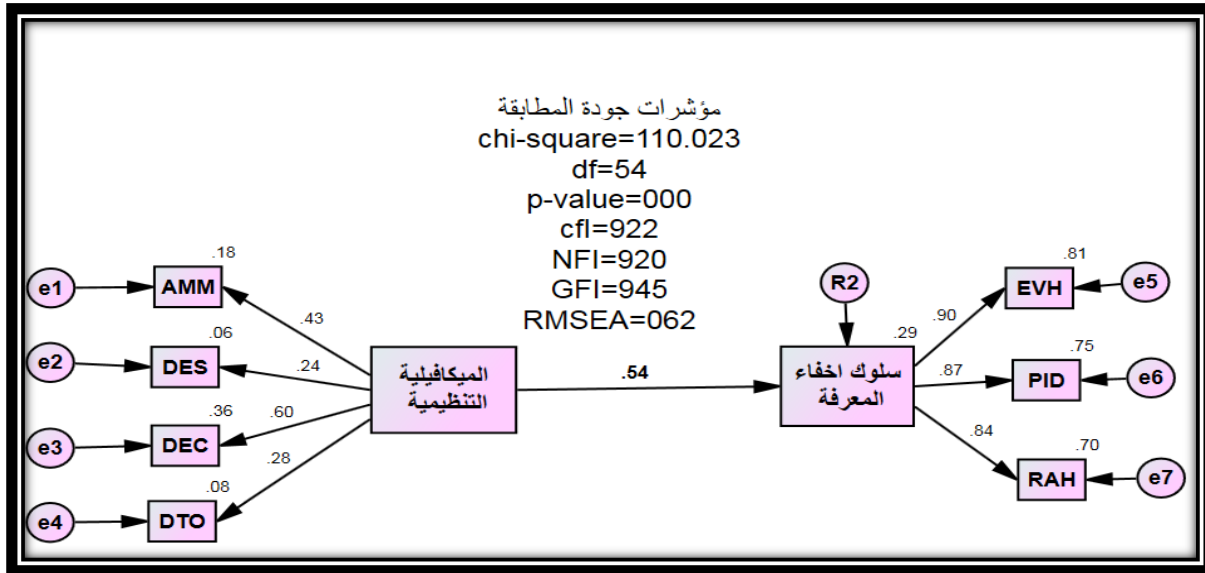 مؤشرات جودة المطابقة
chi-square=110.023
df=54
p-value=000
cfI=922
NFI=920
GFI=945
RMSEA=062
e1
AMM
.18
.43
e2
DES
.06
.24
e3
DEC
.36
.60
e4
DTO
.08
.28
الميكافيلية
التنظيمية
.54
R2
.29
سلوك اخفاء
المعرفة
.90
.81
EVH
e5
.87
.75
PID
e6
.84
.70
RAH
e7